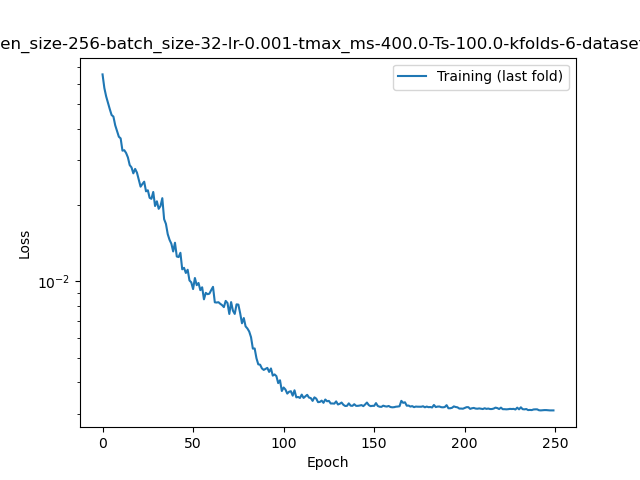 en_size-256-batch_size-32-lr-0.001-tmax_ms-400.0-Ts-100.0-kfolds-6-dataset
Training (last fold)
Loss
10⁻²
0 50 100 150 200 250
Epoch